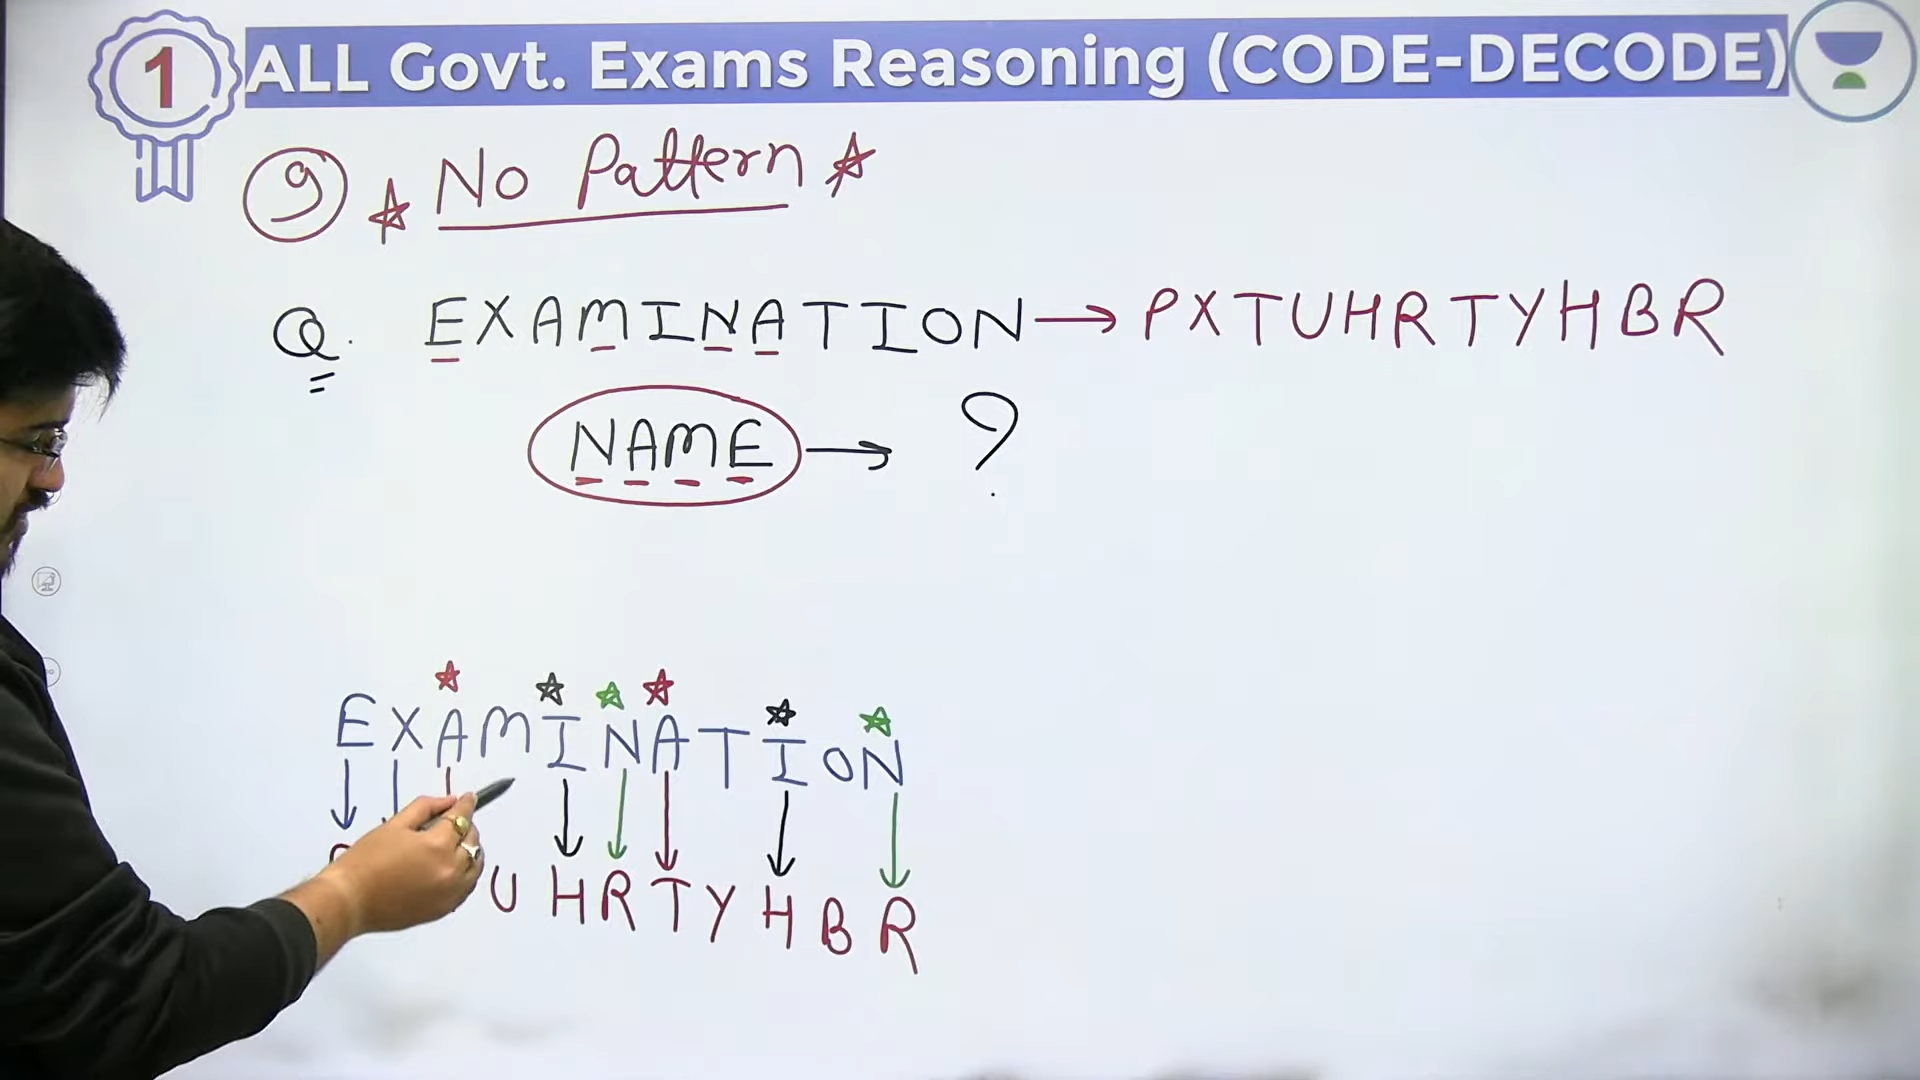 1 ALL Govt. Exams Reasoning (CODE-DECODE)
9 No Pattern
Q. EXAMINATION → PXTUHRTYHBR
NAME → ?
EXAMINATION
U H R T Y H B R